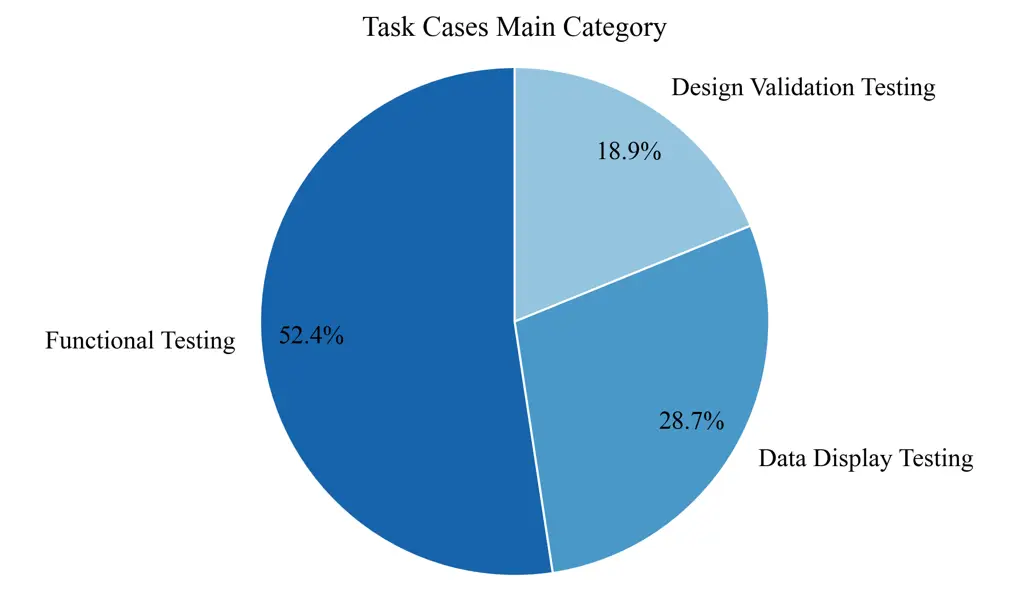 Task Cases Main Category
Design Validation Testing
18.9%
Functional Testing
52.4%
28.7%
Data Display Testing